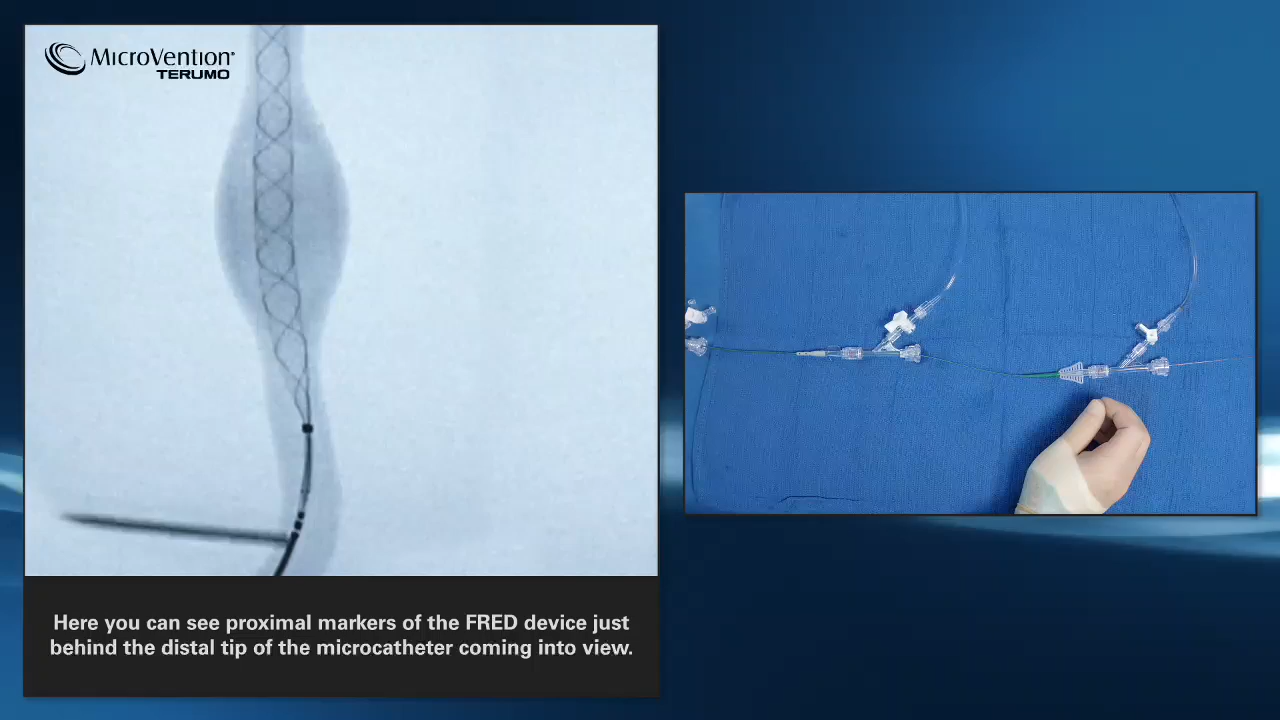 MicroVention
TERUMO
Here you can see proximal markers of the FRED device just
behind the distal tip of the microcatheter coming into view.